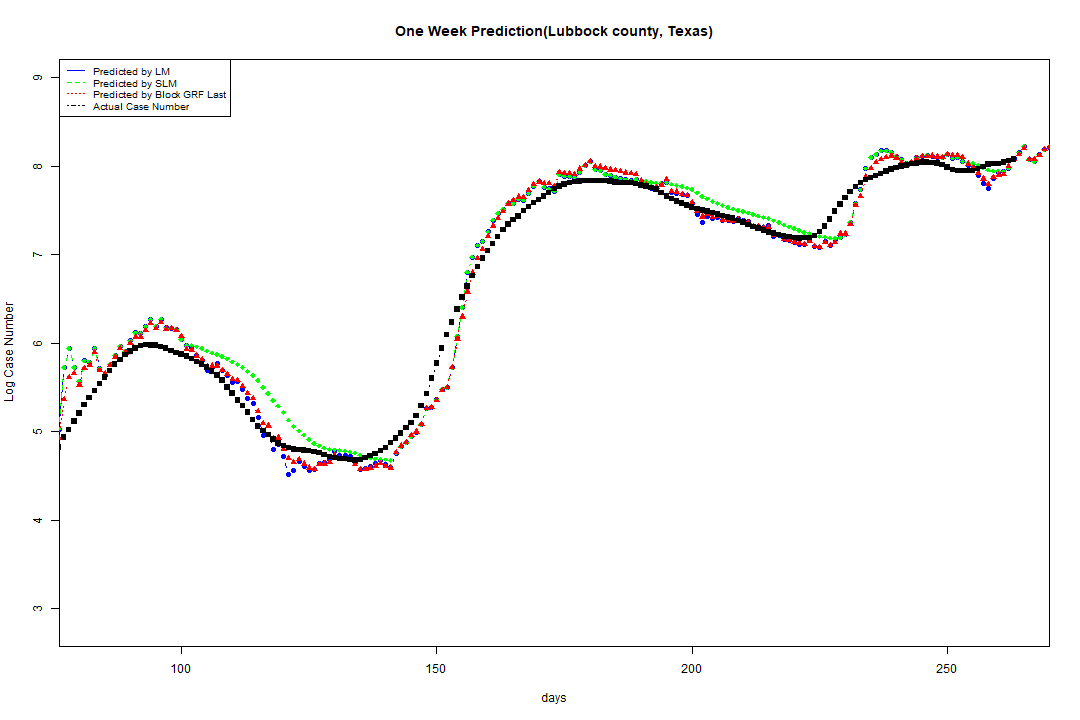 One Week Prediction(Lubbock county, Texas)
Predicted by LM
Predicted by SLM
Predicted by Block GRF Last
Actual Case Number
9
8
7
6
5
4
3
Log Case Number
100 150 200 250
days